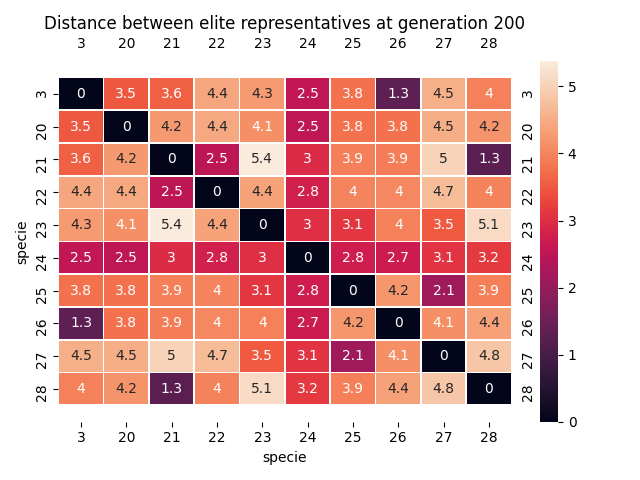 Distance between elite representatives at generation 200
3 20 21 22 23 24 25 26 27 28
3 0 3.5 3.6 4.4 4.3 2.5 3.8 1.3 4.5 4 3
20 3.5 0 4.2 4.4 4.1 2.5 3.8 3.8 4.5 4.2 20
21 3.6 4.2 0 2.5 5.4 3 3.9 3.9 5 1.3 21
22 4.4 4.4 2.5 0 4.4 2.8 4 4 4.7 4 22
23 4.3 4.1 5.4 4.4 0 3 3.1 4 3.5 5.1 23
24 2.5 2.5 3 2.8 3 0 2.8 2.7 3.1 3.2 24
25 3.8 3.8 3.9 4 3.1 2.8 0 4.2 2.1 3.9 25
26 1.3 3.8 3.9 4 4 2.7 4.2 0 4.1 4.4 26
27 4.5 4.5 5 4.7 3.5 3.1 2.1 4.1 0 4.8 27
28 4 4.2 1.3 4 5.1 3.2 3.9 4.4 4.8 0 28
3 20 21 22 23 24 25 26 27 28
specie
specie
5
4
3
2
1
0